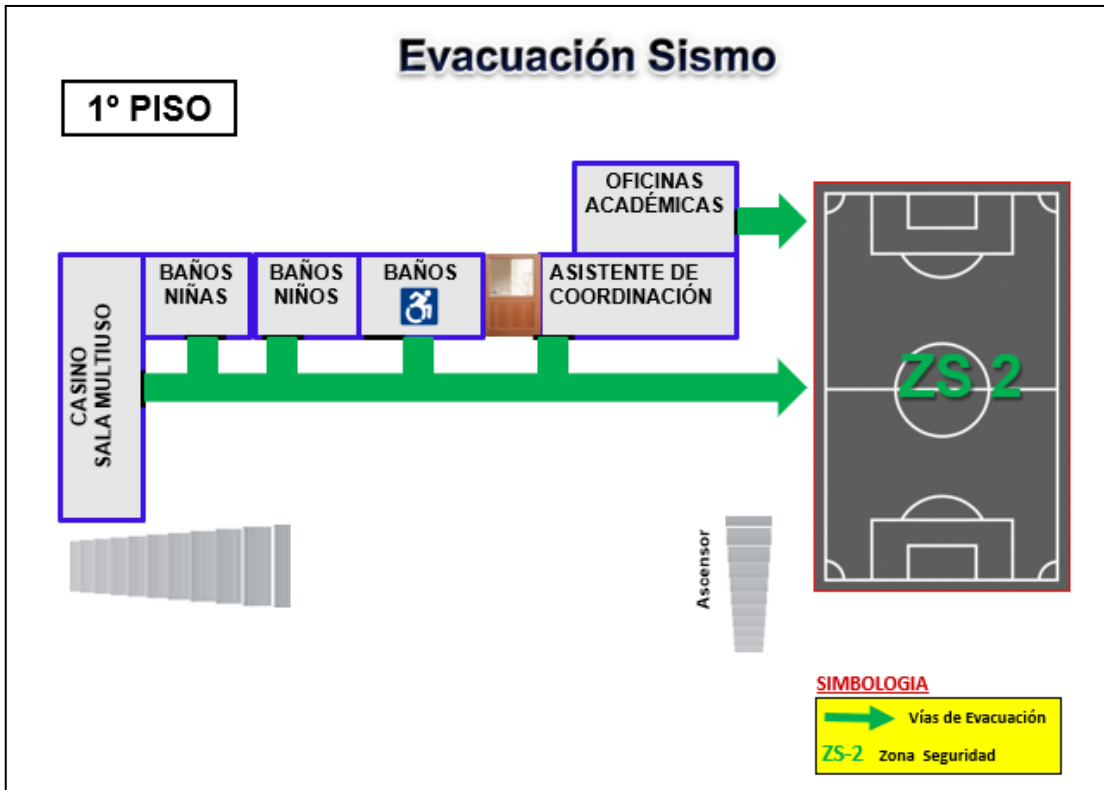 Evacuación Sismo
1º PISO
OFICINAS
ACADÉMICAS
BAÑOS
NIÑAS
BAÑOS
NIÑOS
BAÑOS
ASISTENTE DE
COORDINACIÓN
CASINO
SALA MULTIUSO
ZS 2
Ascensor
SIMBOLOGIA
Vías de Evacuación
ZS-2 Zona Seguridad